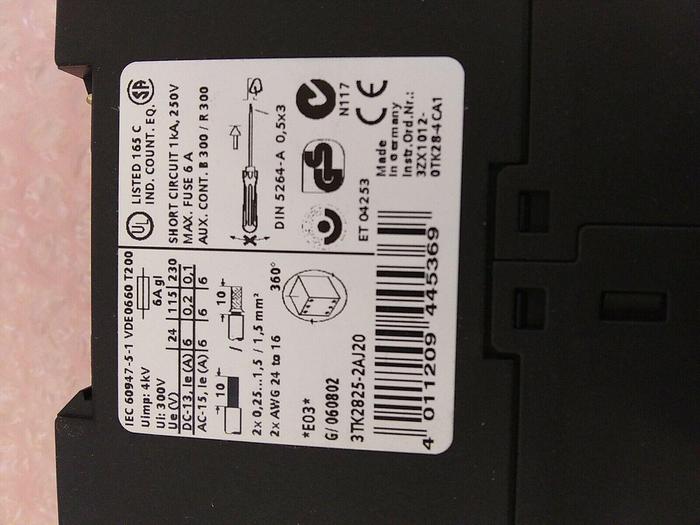 IEC 60947-5-1 VDE0660 T200
Uimp: 4kV
UI: 300V
6A gl
Ue (V) 24 115 230
DC-13, Ie (A) 6 0,2 0,1
AC-15, Ie (A) 6 6 6
10 / 10
2x 0,25...1,5 / 1,5 mm²
2x AWG 24 to 16
360°
*E03*
G/ 060802
3TK2825-2AJ20
4 011209 445369
UL LISTED 165 C
IND. COUNT. EQ. SA
SHORT CIRCUIT 1kA, 250V
MAX. FUSE 6 A
AUX. CONT. B 300 / R 300
DIN 5264-A 0,5x3
GS
N117
ET 04253
CE
Made
in Germany
Instr.Ord.Nr.:
3ZX1012-
0TK28-4CA1